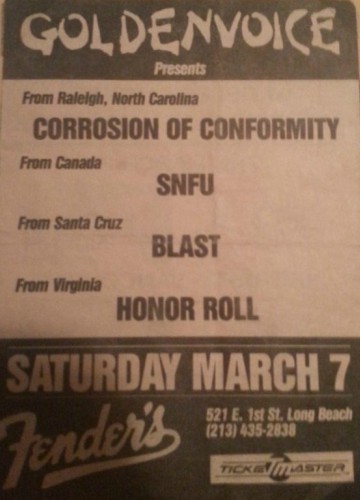 GOLDENVOICE
Presents
From Raleigh, North Carolina
CORROSION OF CONFORMITY
From Canada
SNFU
From Santa Cruz
BLAST
From Virginia
HONOR ROLL
SATURDAY MARCH 7
Fender's
521 E. 1st St. Long Beach
(213) 435-2838
TICKETMASTER